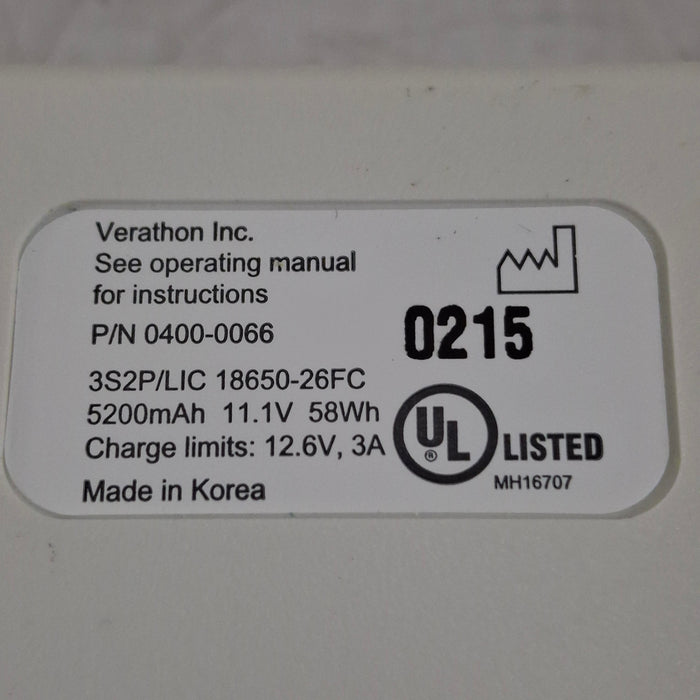 Verathon Inc.
See operating manual
for instructions
P/N 0400-0066
0215
3S2P/LIC 18650-26FC
5200mAh 11.1V 58Wh
Charge limits: 12.6V, 3A
Made in Korea
UL® LISTED
MH16707